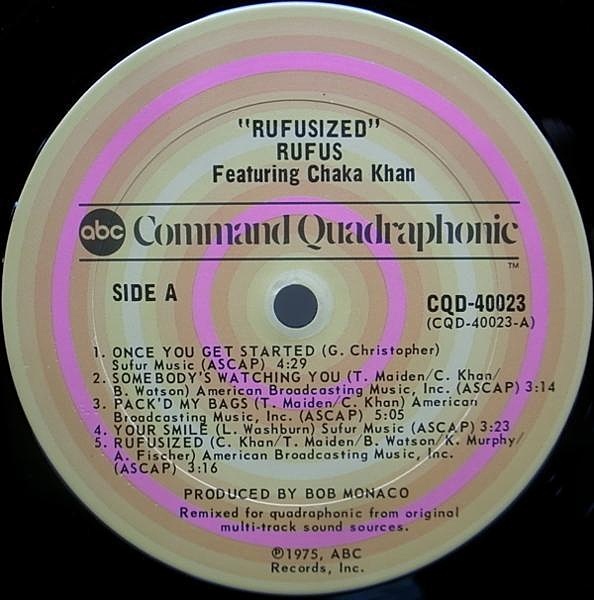 "RUFUSIZED"
RUFUS
Featuring Chaka Khan
abc Command Quadraphonic
TM
SIDE A
CQD-40023
(CQD-40023-A)
1. ONCE YOU GET STARTED (G. Christopher)
Sufur Music (ASCAP) 4:29
2. SOMEBODY'S WATCHING YOU (T. Maiden/C. Khan/
B. Watson) American Broadcasting Music, Inc. (ASCAP) 3:14
3. PACK'D MY BAGS (T. Maiden/C. Khan) American
Broadcasting Music, Inc. (ASCAP) 5:05
4. YOUR SMILE (L. Washburn) Sufur Music (ASCAP) 3:23
5. RUFUSIZED (C. Khan/T. Maiden/B. Watson/K. Murphy/
A. Fischer) American Broadcasting Music, Inc.
(ASCAP) 3:16
PRODUCED BY BOB MONACO
Remixed for quadraphonic from original
multi-track sound sources.
℗1975, ABC
Records, Inc.